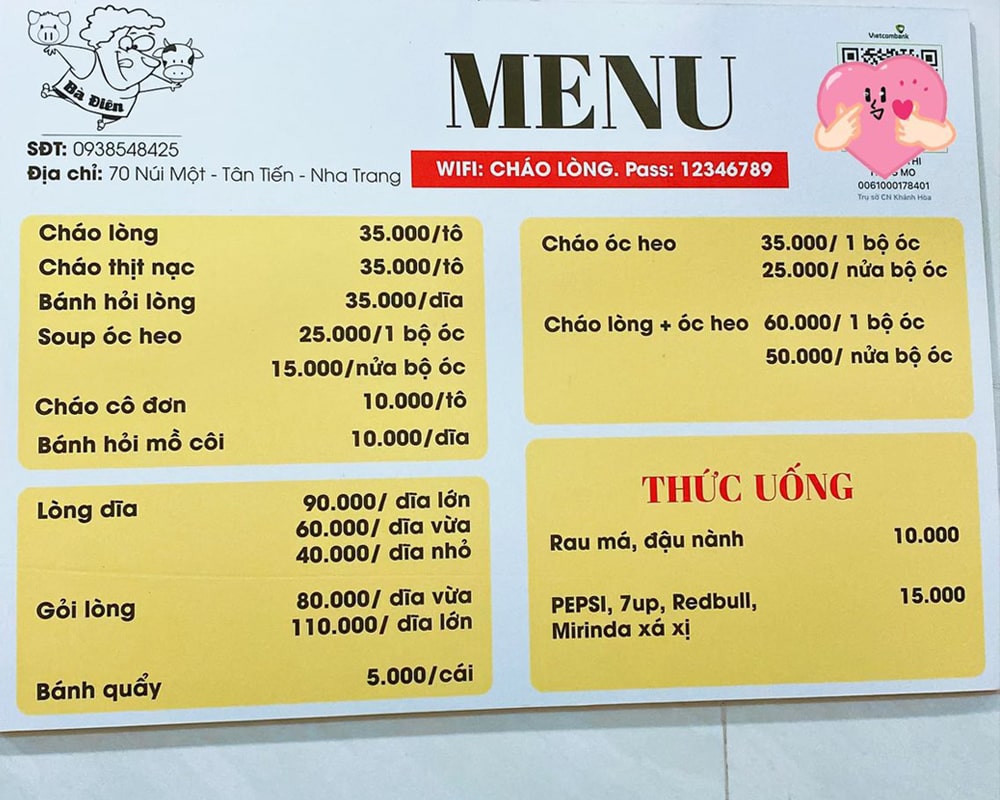 Bà Điên
SĐT: 0938548425
Địa chỉ: 70 Núi Một - Tân Tiến - Nha Trang
MENU
WIFI: CHÁO LÒNG. Pass: 12346789
Vietcombank
MO
0061000178401
Trụ sở CN Khánh Hòa
Cháo lòng 35.000/tô
Cháo thịt nạc 35.000/tô
Bánh hỏi lòng 35.000/dĩa
Soup óc heo 25.000/1 bộ óc
15.000/nửa bộ óc
Cháo cô đơn 10.000/tô
Bánh hỏi mồ côi 10.000/dĩa
Lòng dĩa 90.000/ dĩa lớn
60.000/ dĩa vừa
40.000/ dĩa nhỏ
Gỏi lòng 80.000/ dĩa vừa
110.000/ dĩa lớn
Bánh quẩy 5.000/cái
Cháo óc heo 35.000/ 1 bộ óc
25.000/ nửa bộ óc
Cháo lòng + óc heo 60.000/ 1 bộ óc
50.000/ nửa bộ óc
THỨC UỐNG
Rau má, đậu nành 10.000
PEPSI, 7up, Redbull, 15.000
Mirinda xá xị